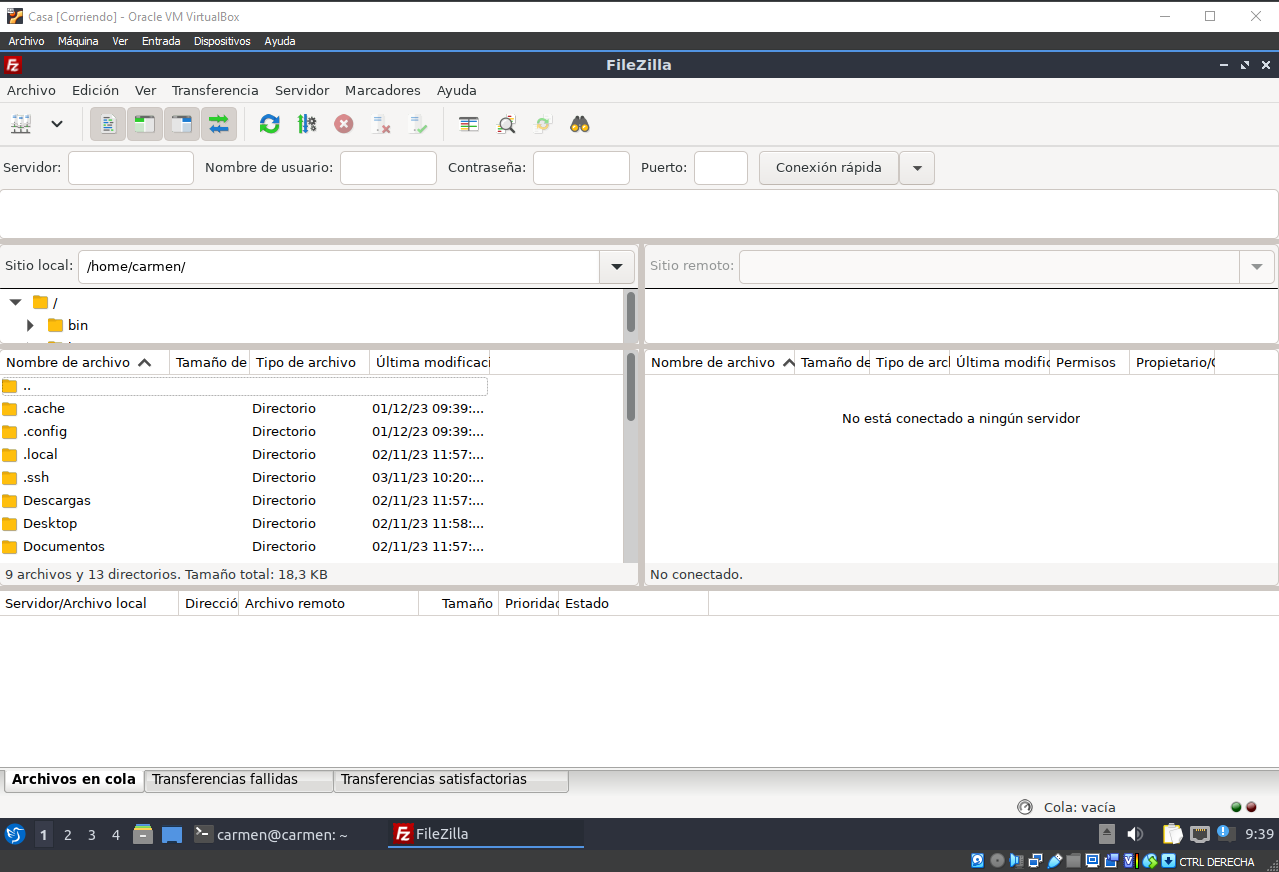 Casa [Corriendo] - Oracle VM VirtualBox
Archivo Máquina Ver Entrada Dispositivos Ayuda
FileZilla
Archivo Edición Ver Transferencia Servidor Marcadores Ayuda
Servidor: Nombre de usuario: Contraseña: Puerto: Conexión rápida
Sitio local: /home/carmen/
Sitio remoto:
/
bin
Nombre de archivo Tamaño de Tipo de archivo Última modificaci
..
.cache Directorio 01/12/23 09:39:...
.config Directorio 01/12/23 09:39:...
.local Directorio 02/11/23 11:57:...
.ssh Directorio 03/11/23 10:20:...
Descargas Directorio 02/11/23 11:57:...
Desktop Directorio 02/11/23 11:58:...
Documentos Directorio 02/11/23 11:57:...
9 archivos y 13 directorios. Tamaño total: 18,3 KB
Nombre de archivo Tamaño de Tipo de arcl Última modific Permisos Propietario/
No está conectado a ningún servidor
No conectado.
Servidor/Archivo local Direcció Archivo remoto Tamaño Prioridad Estado
Archivos en cola Transferencias fallidas Transferencias satisfactorias
Cola: vacía
1 2 3 4 carmen@carmen: ~ FileZilla 9:39
CTRL DERECHA